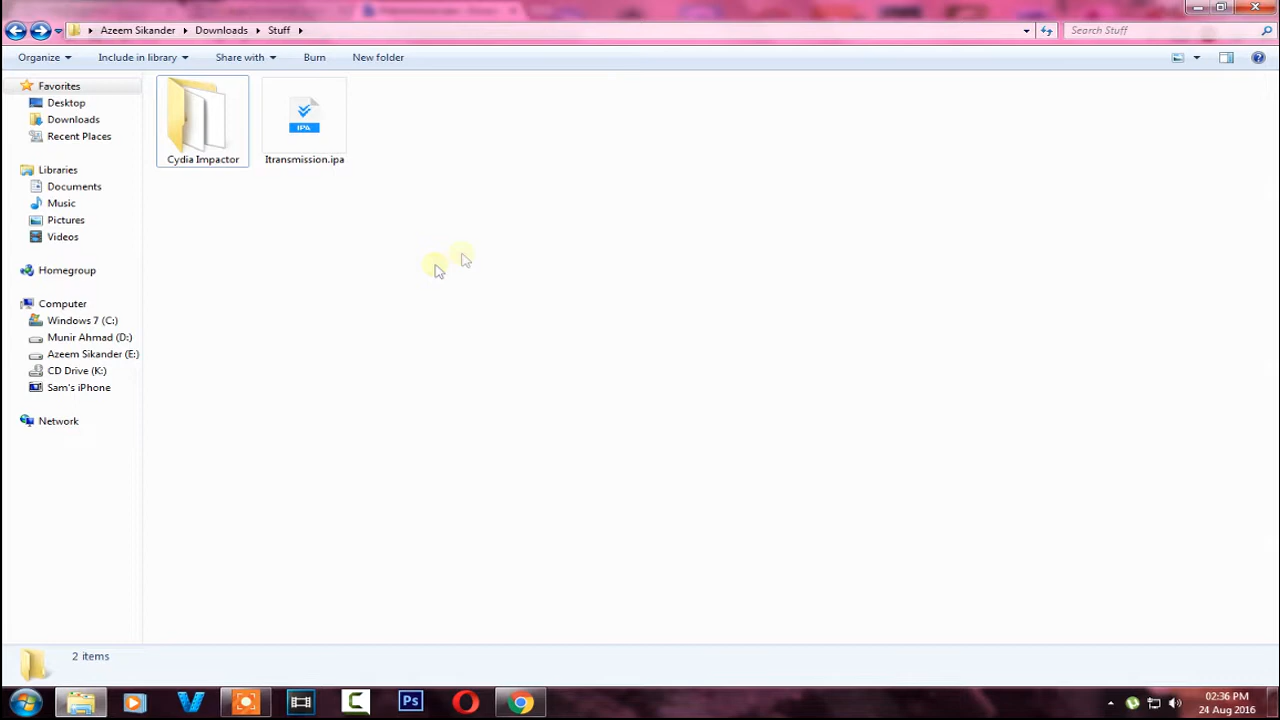 Azeem Sikander Downloads Stuff
Search Stuff
Organize Include in library Share with Burn New folder
Favorites
Desktop
Downloads
Recent Places
Libraries
Documents
Music
Pictures
Videos
Homegroup
Computer
Windows 7 (C:)
Munir Ahmad (D:)
Azeem Sikander (E:)
CD Drive (K:)
Sam's iPhone
Network
IPA
Cydia Impactor
Itransmission.ipa
2 items
Ps
02:36 PM
24 Aug 2016